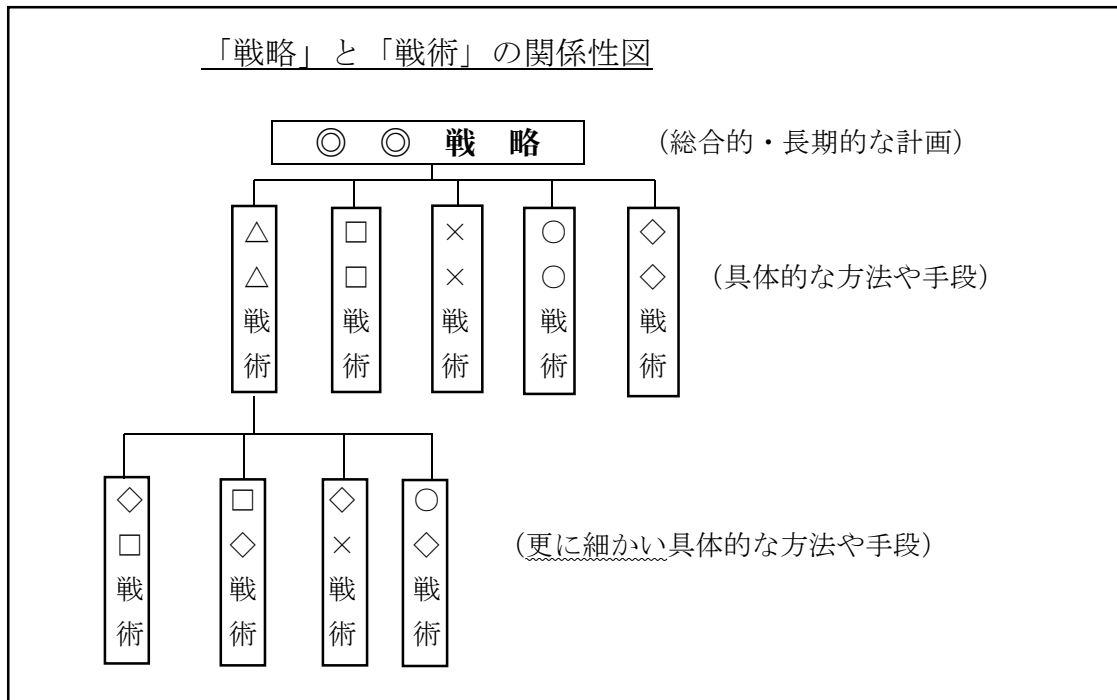 「戦略」と「戦術」の関係性図
◎ ◎ 戦 略
(総合的・長期的な計画)
△△戦術
□□戦術
××戦術
○○戦術
◇◇戦術
(具体的な方法や手段)
◇□戦術
□◇戦術
◇×戦術
○◇戦術
(更に細かい具体的な方法や手段)